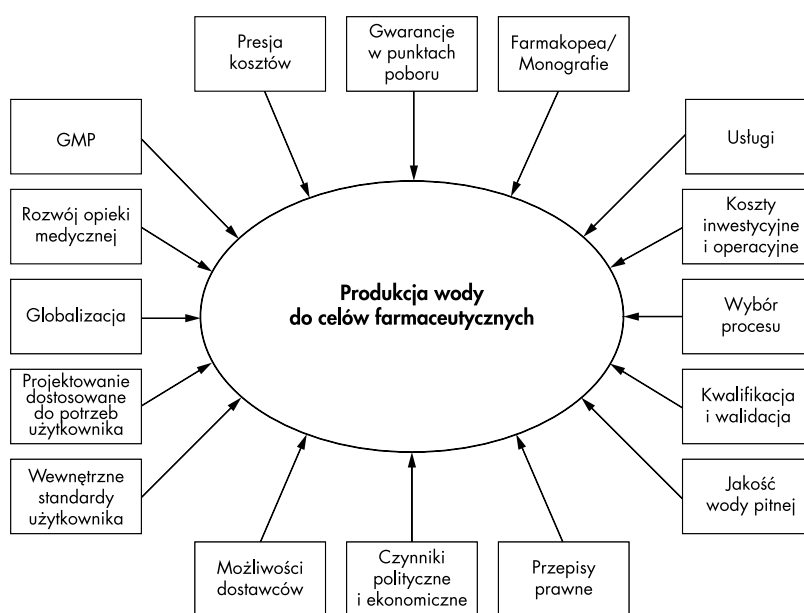 Presja
kosztów
Gwarancje
w punktach
poboru
Farmakopea/
Monografie
GMP
Usługi
Rozwój opieki
medycznej
Koszty
inwestycyjne
i operacyjne
Produkcja wody
do celów farmaceutycznych
Globalizacja
Wybór
procesu
Projektowanie
dostosowane
do potrzeb
użytkownika
Kwalifikacja
i walidacja
Wewnętrzne
standardy
użytkownika
Jakość
wody pitnej
Możliwości
dostawców
Czynniki
polityczne
i ekonomiczne
Przepisy
prawne